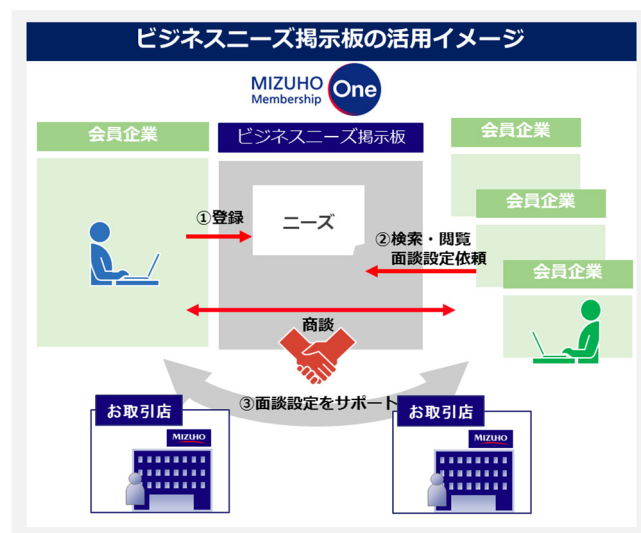 ビジネスニーズ掲示板の活用イメージ
MIZUHO
Membership
One
会員企業
ビジネスニーズ掲示板
会員企業
会員企業
会員企業
①登録
ニーズ
②検索・閲覧
面談設定依頼
商談
③面談設定をサポート
お取引店
MIZUHO
お取引店
MIZUHO